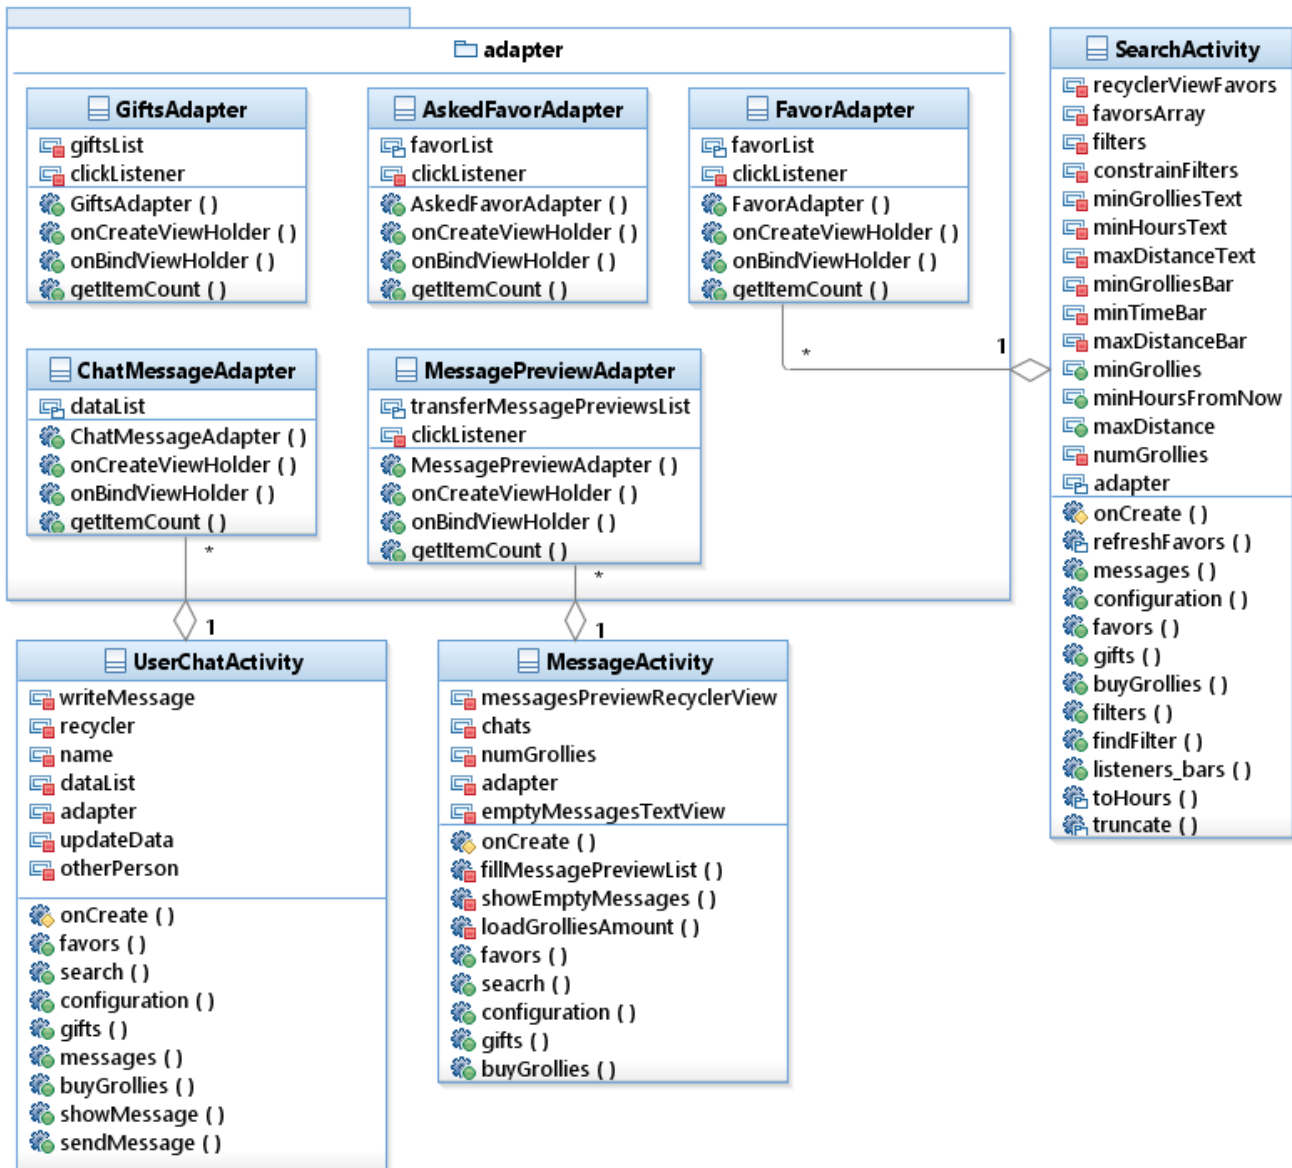 adapter
GiftsAdapter
giftsList
clickListener
GiftsAdapter ( )
onCreateViewHolder ( )
onBindViewHolder ( )
getItemCount ( )
AskedFavorAdapter
favorList
clickListener
AskedFavorAdapter ( )
onCreateViewHolder ( )
onBindViewHolder ( )
getItemCount ( )
FavorAdapter
favorList
clickListener
FavorAdapter ( )
onCreateViewHolder ( )
onBindViewHolder ( )
getItemCount ( )
*
1
ChatMessageAdapter
dataList
ChatMessageAdapter ( )
onCreateViewHolder ( )
onBindViewHolder ( )
getItemCount ( )
*
1
MessagePreviewAdapter
transferMessagePreviewsList
clickListener
MessagePreviewAdapter ( )
onCreateViewHolder ( )
onBindViewHolder ( )
getItemCount ( )
*
1
SearchActivity
recyclerViewFavors
favorsArray
filters
constrainFilters
minGrolliesText
minHoursText
maxDistanceText
minGrolliesBar
minTimeBar
maxDistanceBar
minGrollies
minHoursFromNow
maxDistance
numGrollies
adapter
onCreate ( )
refreshFavors ( )
messages ( )
configuration ( )
favors ( )
gifts ( )
buyGrollies ( )
filters ( )
findFilter ( )
listeners_bars ( )
toHours ( )
truncate ( )
UserChatActivity
writeMessage
recycler
name
dataList
adapter
updateData
otherPerson
onCreate ( )
favors ( )
search ( )
configuration ( )
gifts ( )
messages ( )
buyGrollies ( )
showMessage ( )
sendMessage ( )
MessageActivity
messagesPreviewRecyclerView
chats
numGrollies
adapter
emptyMessagesTextView
onCreate ( )
fillMessagePreviewList ( )
showEmptyMessages ( )
loadGrolliesAmount ( )
favors ( )
seacrh ( )
configuration ( )
gifts ( )
buyGrollies ( )